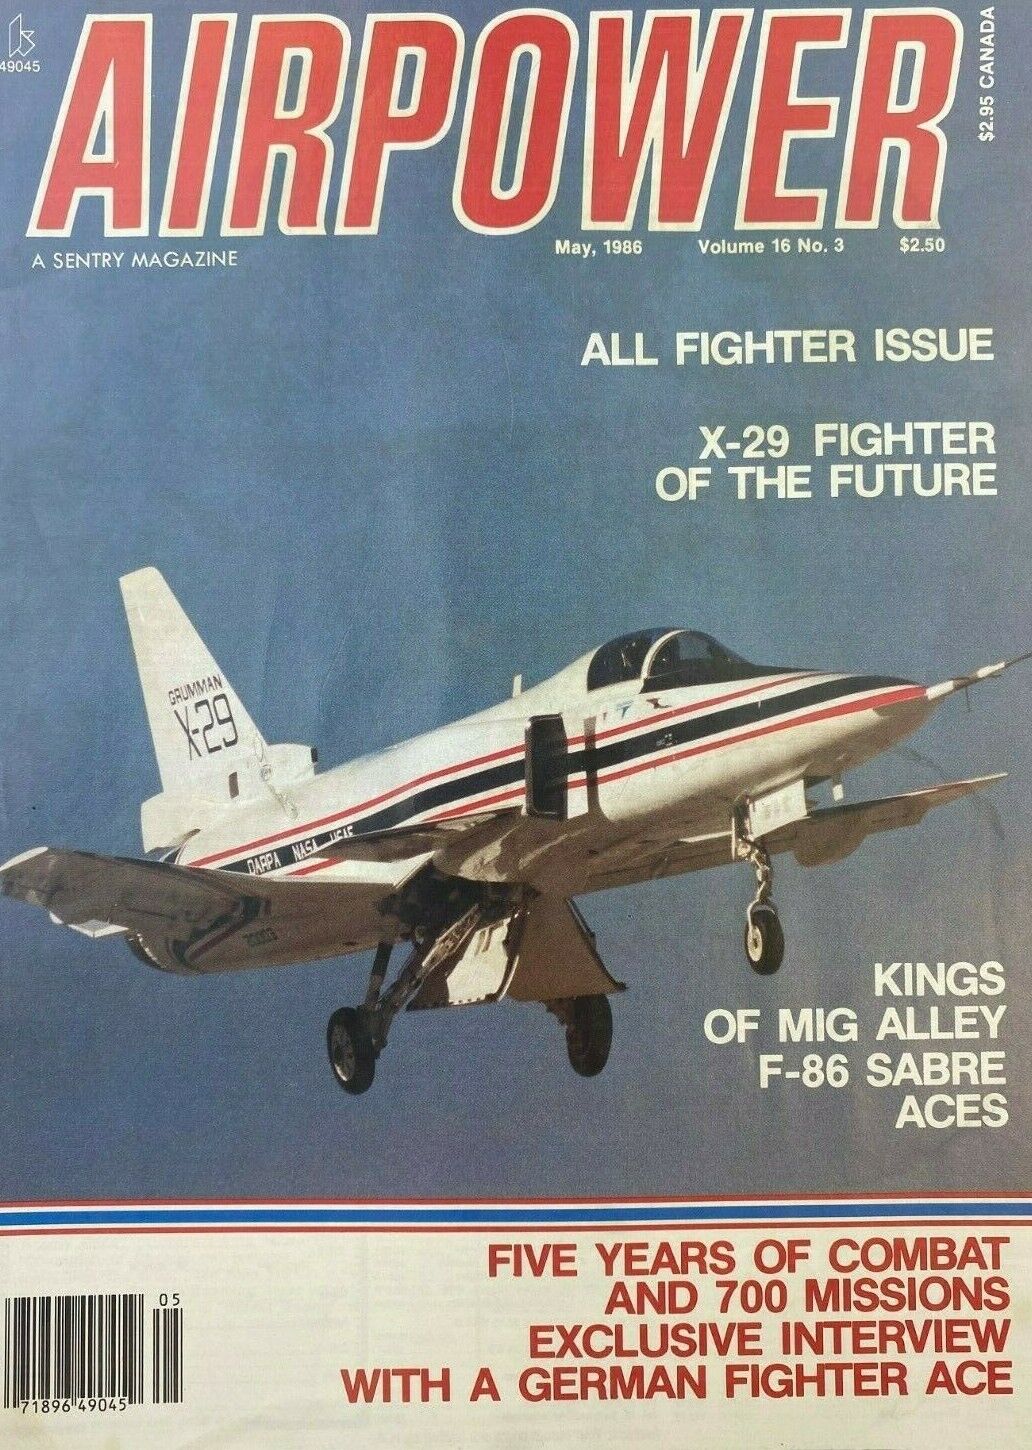 49045
AIRPOWER
$2.95 CANADA
A SENTRY MAGAZINE
May, 1986 Volume 16 No. 3 $2.50
ALL FIGHTER ISSUE
X-29 FIGHTER
OF THE FUTURE
GRUMMAN
X-29
DARPA NASA USAF
KINGS
OF MIG ALLEY
F-86 SABRE
ACES
FIVE YEARS OF COMBAT
AND 700 MISSIONS
EXCLUSIVE INTERVIEW
WITH A GERMAN FIGHTER ACE
05
71896 49045